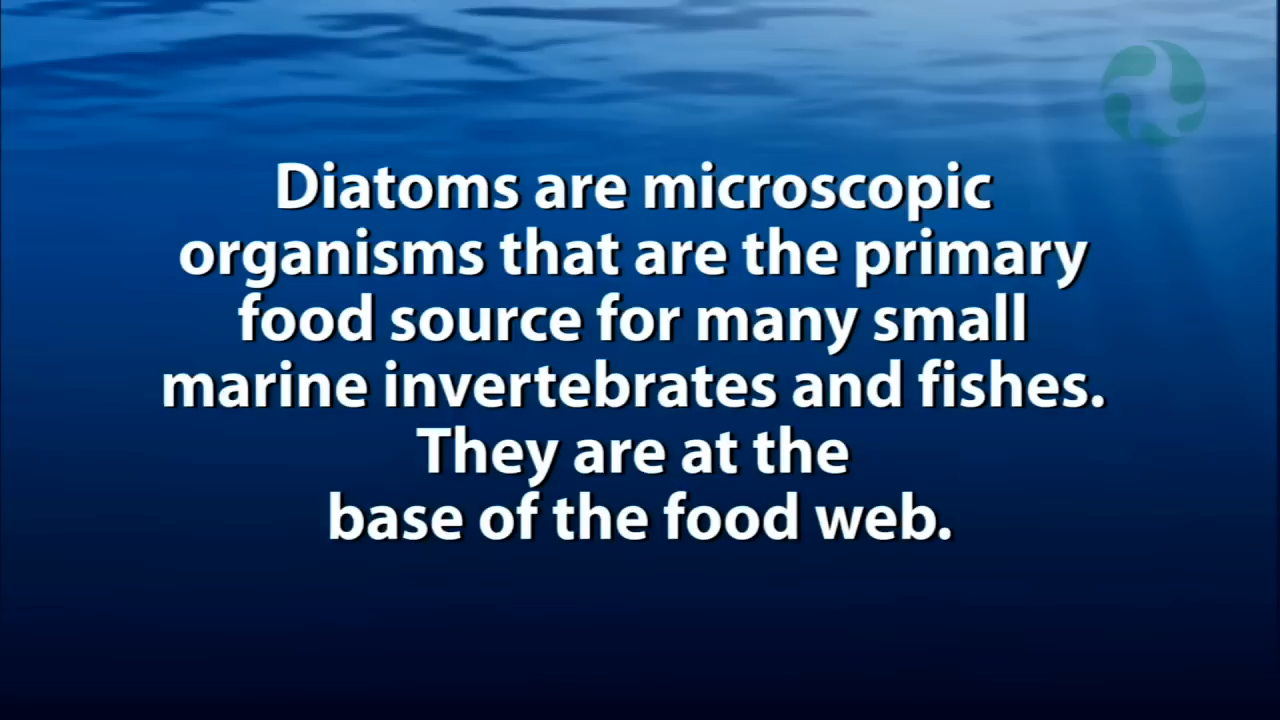 Diatoms are microscopic
organisms that are the primary
food source for many small
marine invertebrates and fishes.
They are at the
base of the food web.